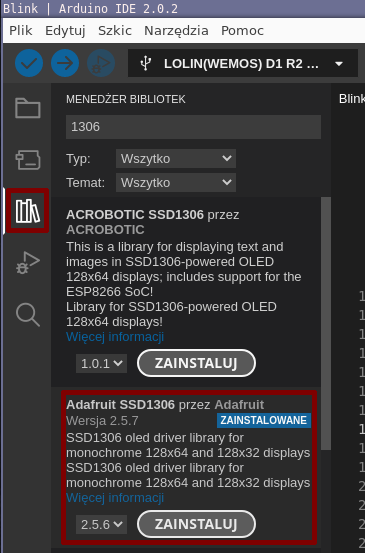 Blink | Arduino IDE 2.0.2
Plik Edytuj Szkic Narzędzia Pomoc
LOLIN(WEMOS) D1 R2 ...
MENEDŻER BIBLIOTEK
Blink
1306
Typ: Wszytko
Temat: Wszytko
ACROBOTIC SSD1306 przez
ACROBOTIC
This is a library for displaying text and
images in SSD1306-powered OLED
128x64 displays; includes support for the
ESP8266 SoC!
Library for SSD1306-powered OLED
128x64 displays!
Więcej informacji
1.0.1 ZAINSTALUJ
Adafruit SSD1306 przez Adafruit
Wersja 2.5.7 ZAINSTALOWANE
SSD1306 oled driver library for
monochrome 128x64 and 128x32 displays
SSD1306 oled driver library for
monochrome 128x64 and 128x32 displays
Więcej informacji
2.5.6 ZAINSTALUJ